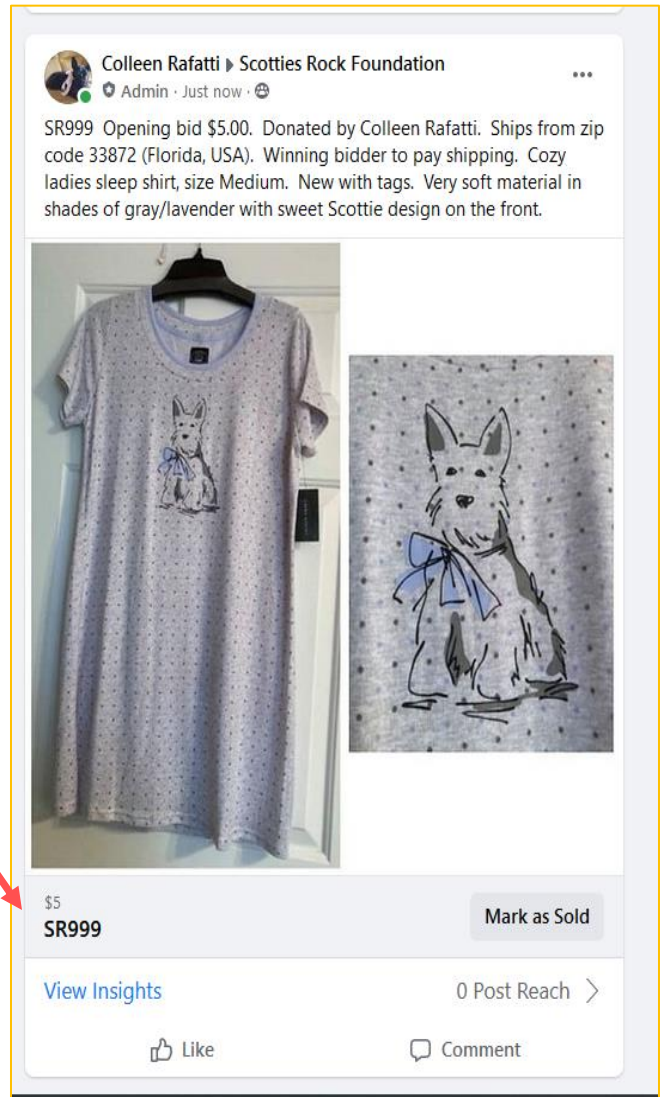 Colleen Rafatti ▸ Scotties Rock Foundation
Admin · Just now ·
SR999 Opening bid $5.00. Donated by Colleen Rafatti. Ships from zip
code 33872 (Florida, USA). Winning bidder to pay shipping. Cozy
ladies sleep shirt, size Medium. New with tags. Very soft material in
shades of gray/lavender with sweet Scottie design on the front.
$5
SR999
Mark as Sold
View Insights
0 Post Reach
Like
Comment